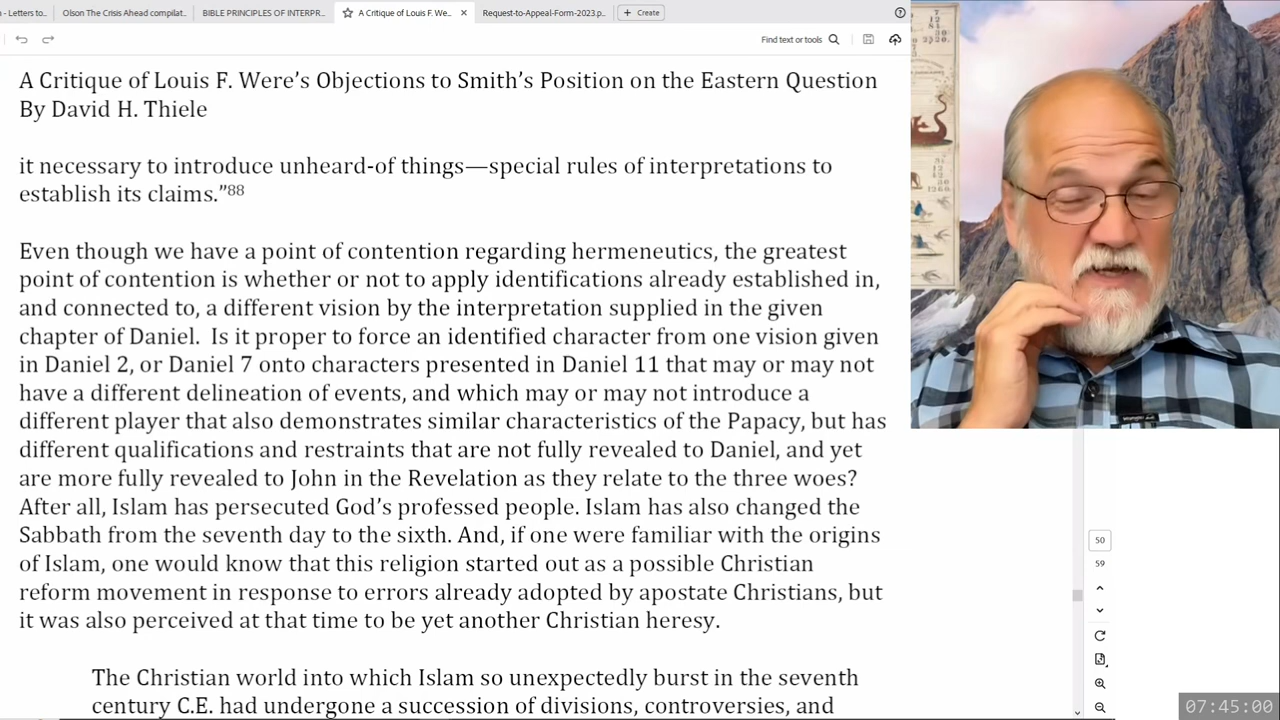 n - Letters to...
Olson The Crisis Ahead compilat...
BIBLE PRINCIPLES OF INTERPR...
A Critique of Louis F. We...
Request-to-Appeal-Form-2023.p...
+ Create
Find text or tools
A Critique of Louis F. Were’s Objections to Smith’s Position on the Eastern Question
By David H. Thiele
it necessary to introduce unheard-of things—special rules of interpretations to
establish its claims.”88
Even though we have a point of contention regarding hermeneutics, the greatest
point of contention is whether or not to apply identifications already established in,
and connected to, a different vision by the interpretation supplied in the given
chapter of Daniel.  Is it proper to force an identified character from one vision given
in Daniel 2, or Daniel 7 onto characters presented in Daniel 11 that may or may not
have a different delineation of events, and which may or may not introduce a
different player that also demonstrates similar characteristics of the Papacy, but has
different qualifications and restraints that are not fully revealed to Daniel, and yet
are more fully revealed to John in the Revelation as they relate to the three woes?
After all, Islam has persecuted God’s professed people. Islam has also changed the
Sabbath from the seventh day to the sixth. And, if one were familiar with the origins
of Islam, one would know that this religion started out as a possible Christian
reform movement in response to errors already adopted by apostate Christians, but
it was also perceived at that time to be yet another Christian heresy.
The Christian world into which Islam so unexpectedly burst in the seventh
century C.E. had undergone a succession of divisions, controversies, and
50
59
07:45:00